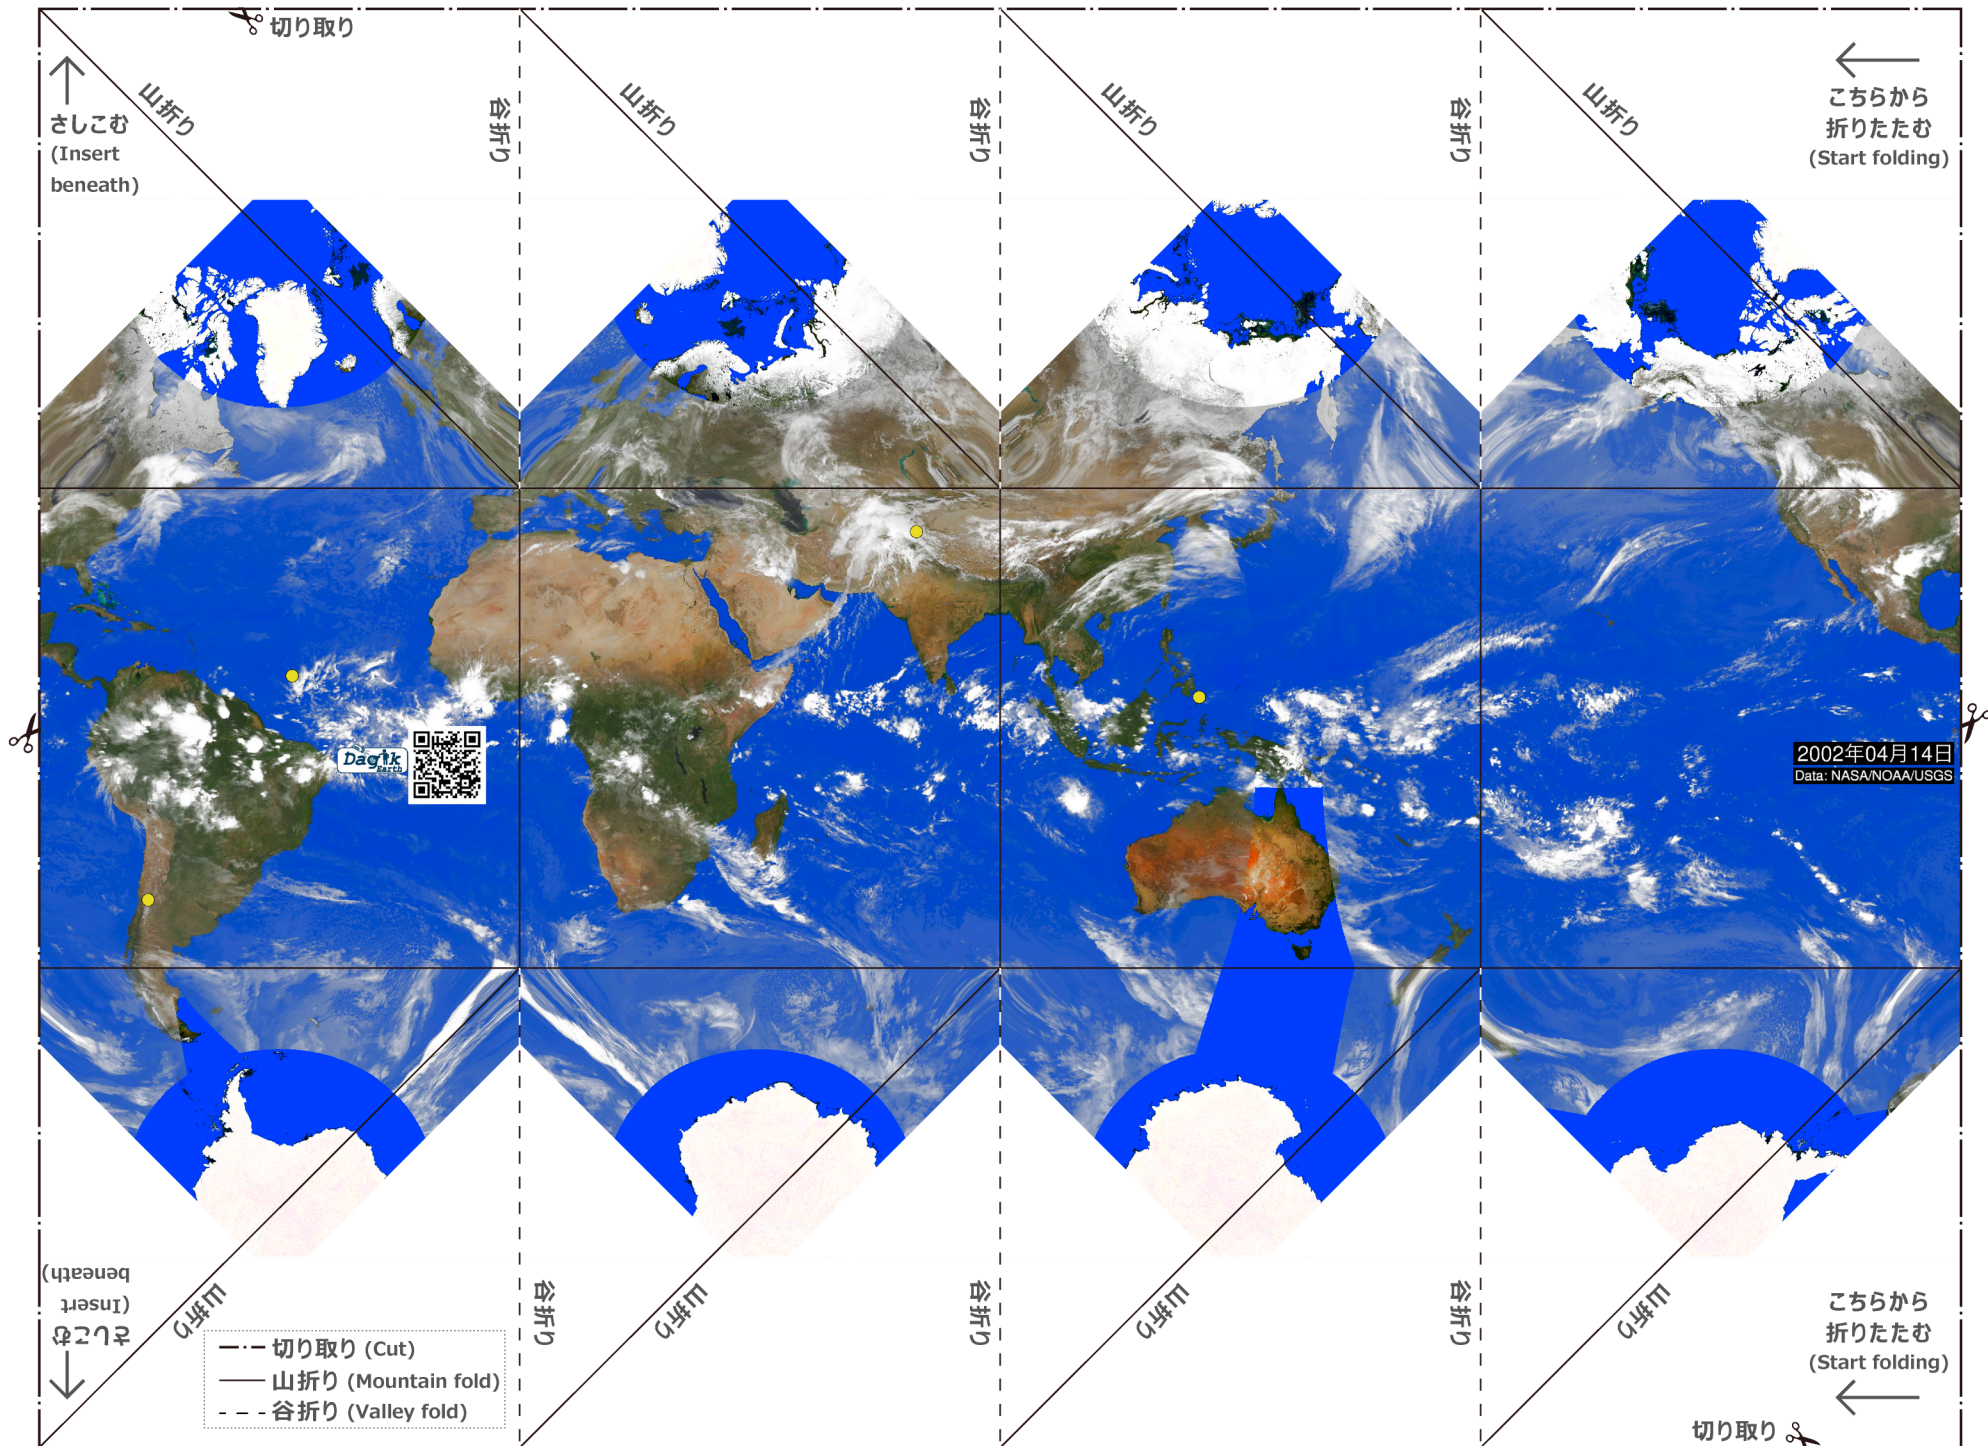 切り取り
山折り
山折り
山折り
山折り
谷折り
谷折り
谷折り
さしこむ
(Insert
beneath)
こちらから
折りたたむ
(Start folding)
Dagik
Earth
2002年04月14日
Data: NASA/NOAA/USGS
さしこむ
(Insert
beneath)
山折り
山折り
山折り
山折り
谷折り
谷折り
谷折り
こちらから
折りたたむ
(Start folding)
切り取り (Cut)
山折り (Mountain fold)
谷折り (Valley fold)
切り取り